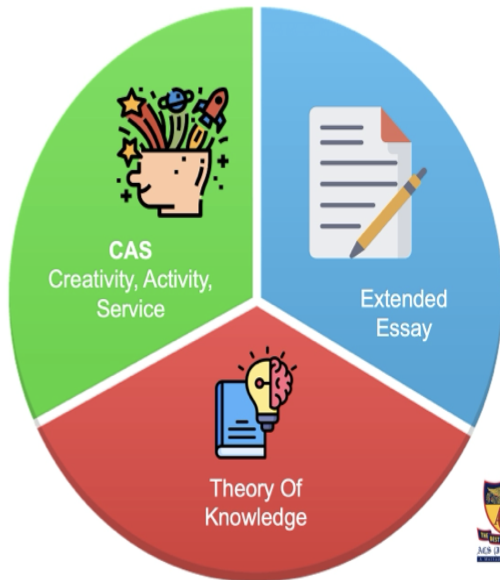 CAS
Creativity, Activity,
Service
Extended
Essay
Theory Of
Knowledge